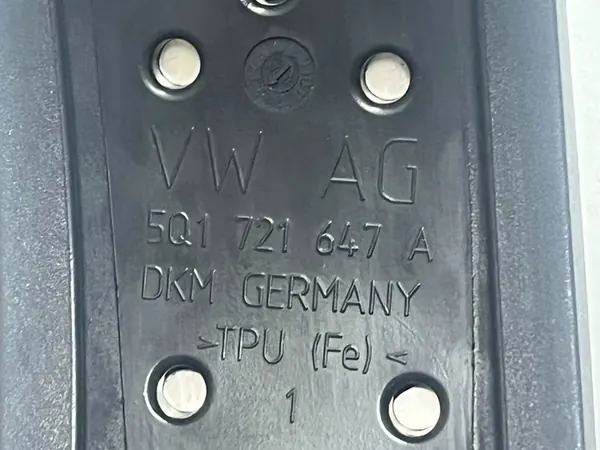 VW AG
5Q1 721 647 A
DKM GERMANY
>TPU (Fe) <
1